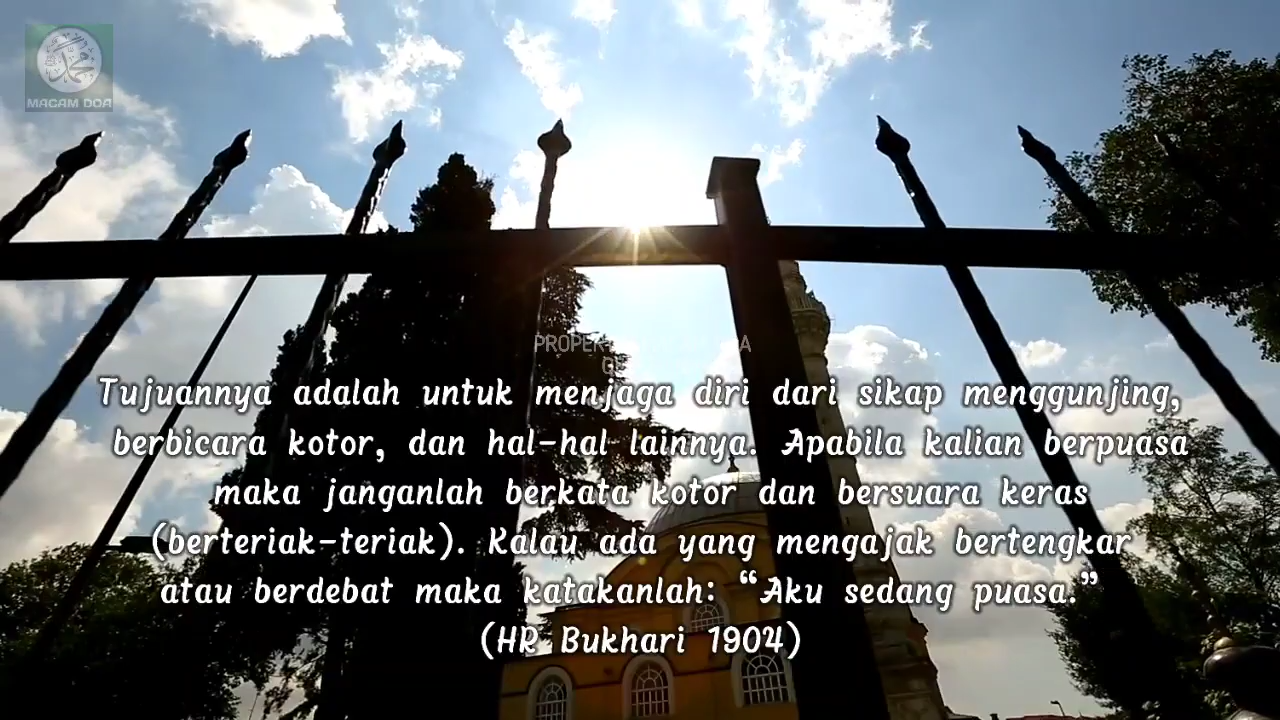 MACAM DOA
Tujuannya adalah untuk menjaga diri dari sikap menggunjing,
berbicara kotor, dan hal-hal lainnya. Apabila kalian berpuasa
maka janganlah berkata kotor dan bersuara keras
(berteriak-teriak). Kalau ada yang mengajak bertengkar
atau berdebat maka katakanlah: “Aku sedang puasa.”
(HR Bukhari 1904)